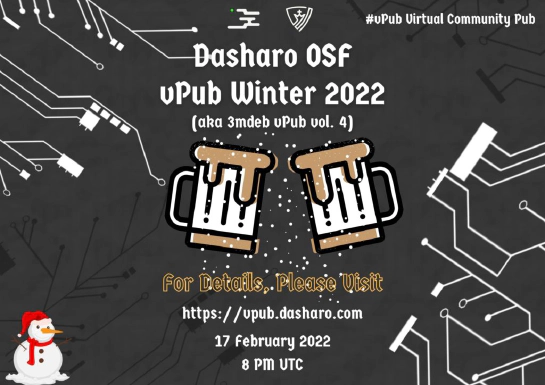 #vPub Virtual Community Pub
Dasharo OSF
vPub Winter 2022
(aka 3mdeb vPub vol. 4)
For Details, Please Visit
https://vpub.dasharo.com
17 February 2022
8 PM UTC